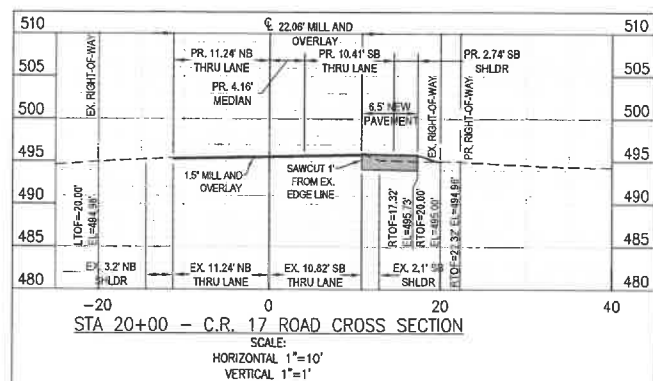 510
℄ 22.06' MILL AND
OVERLAY
510
PR. 11.24' NB
THRU LANE
PR. 10.41' SB
THRU LANE
PR. 2.74' SB
SHLDR
505
505
EX. RIGHT-OF-WAY
PR. 4.16'
MEDIAN
6.5' NEW
PAVEMENT
EX. RIGHT-OF-WAY
PR. RIGHT-OF-WAY
500
500
495
495
1.5" MILL AND
OVERLAY
SAWCUT 1'
FROM EX.
EDGE LINE
490
490
LTOF=-20.00'
EL=494.98'
RTOF=17.32'
EL=495.73'
RTOF=20.00'
EL=495.00'
RTOF=22.32'
EL=494.96'
485
485
EX. 3.2' NB
SHLDR
EX. 11.24' NB
THRU LANE
EX. 10.82' SB
THRU LANE
EX. 2.1' SB
SHLDR
480
480
-20
0
20
40
STA 20+00 - C.R. 17 ROAD CROSS SECTION
SCALE:
HORIZONTAL 1"=10'
VERTICAL 1"=1'